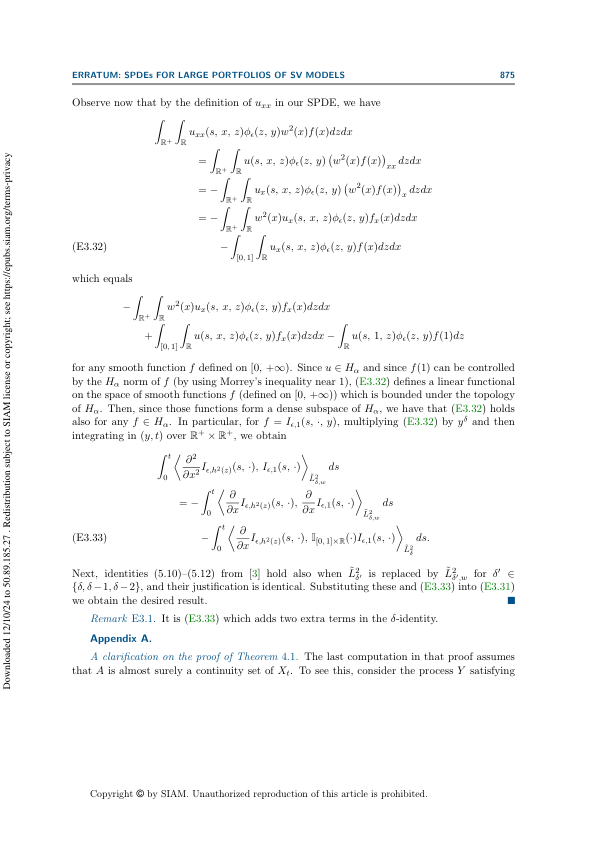 ERRATUM: SPDEs FOR LARGE PORTFOLIOS OF SV MODELS 875
Observe now that by the definition of $u_{xx}$ in our SPDE, we have
$\int_{\mathbb{R}^+} \int_{\mathbb{R}} u_{xx}(s, x, z)\phi_\epsilon(z, y)w^2(x)f(x)dzdx$
$= \int_{\mathbb{R}^+} \int_{\mathbb{R}} u(s, x, z)\phi_\epsilon(z, y) \left(w^2(x)f(x)\right)_{xx} dzdx$
$= -\int_{\mathbb{R}^+} \int_{\mathbb{R}} u_x(s, x, z)\phi_\epsilon(z, y) \left(w^2(x)f(x)\right)_x dzdx$
$= -\int_{\mathbb{R}^+} \int_{\mathbb{R}} w^2(x)u_x(s, x, z)\phi_\epsilon(z, y)f_x(x)dzdx$
(E3.32) $-\int_{[0,1]} \int_{\mathbb{R}} u_x(s, x, z)\phi_\epsilon(z, y)f(x)dzdx$
which equals
$-\int_{\mathbb{R}^+} \int_{\mathbb{R}} w^2(x)u_x(s, x, z)\phi_\epsilon(z, y)f_x(x)dzdx$
$+\int_{[0,1]} \int_{\mathbb{R}} u(s, x, z)\phi_\epsilon(z, y)f_x(x)dzdx - \int_{\mathbb{R}} u(s, 1, z)\phi_\epsilon(z, y)f(1)dz$
for any smooth function $f$ defined on $[0, +\infty)$. Since $u \in H_\alpha$ and since $f(1)$ can be controlled
by the $H_\alpha$ norm of $f$ (by using Morrey's inequality near 1), (E3.32) defines a linear functional
on the space of smooth functions $f$ (defined on $[0, +\infty)$) which is bounded under the topology
of $H_\alpha$. Then, since those functions form a dense subspace of $H_\alpha$, we have that (E3.32) holds
also for any $f \in H_\alpha$. In particular, for $f = I_{\epsilon,1}(s, \cdot, y)$, multiplying (E3.32) by $y^\delta$ and then
integrating in $(y, t)$ over $\mathbb{R}^+ \times \mathbb{R}^+$, we obtain
$\int_0^t \left\langle \frac{\partial^2}{\partial x^2} I_{\epsilon,h^2(z)}(s, \cdot), I_{\epsilon,1}(s, \cdot) \right\rangle_{\tilde{L}^2_{\delta,w}} ds$
$= -\int_0^t \left\langle \frac{\partial}{\partial x} I_{\epsilon,h^2(z)}(s, \cdot), \frac{\partial}{\partial x} I_{\epsilon,1}(s, \cdot) \right\rangle_{\tilde{L}^2_{\delta,w}} ds$
(E3.33) $-\int_0^t \left\langle \frac{\partial}{\partial x} I_{\epsilon,h^2(z)}(s, \cdot), \mathbb{I}_{[0,1]\times\mathbb{R}}(\cdot) I_{\epsilon,1}(s, \cdot) \right\rangle_{\tilde{L}^2_\delta} ds.$
Next, identities (5.10)–(5.12) from [3] hold also when $\tilde{L}^2_{\delta'}$ is replaced by $\tilde{L}^2_{\delta',w}$ for $\delta' \in$
$\{\delta, \delta-1, \delta-2\}$, and their justification is identical. Substituting these and (E3.33) into (E3.31)
we obtain the desired result. ■
Remark E3.1. It is (E3.33) which adds two extra terms in the $\delta$-identity.
Appendix A.
A clarification on the proof of Theorem 4.1. The last computation in that proof assumes
that $A$ is almost surely a continuity set of $X_t$. To see this, consider the process $Y$ satisfying
Copyright © by SIAM. Unauthorized reproduction of this article is prohibited.
Downloaded 12/10/24 to 50.89.185.27 . Redistribution subject to SIAM license or copyright; see https://epubs.siam.org/terms-privacy